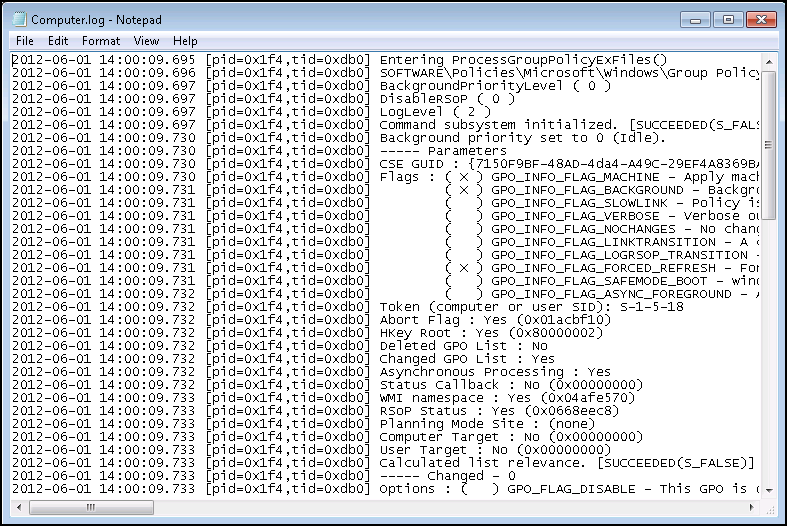 Computer.log - Notepad
File Edit Format View Help
2012-06-01 14:00:09.695 [pid=0x1f4,tid=0xdb0] Entering ProcessGroupPolicyExFiles()
2012-06-01 14:00:09.696 [pid=0x1f4,tid=0xdb0] SOFTWARE\Policies\Microsoft\Windows\Group Policy
2012-06-01 14:00:09.697 [pid=0x1f4,tid=0xdb0] BackgroundPriorityLevel ( 0 )
2012-06-01 14:00:09.697 [pid=0x1f4,tid=0xdb0] DisableRSoP ( 0 )
2012-06-01 14:00:09.697 [pid=0x1f4,tid=0xdb0] LogLevel ( 2 )
2012-06-01 14:00:09.697 [pid=0x1f4,tid=0xdb0] Command subsystem initialized. [SUCCEEDED(S_FALS
2012-06-01 14:00:09.730 [pid=0x1f4,tid=0xdb0] Background priority set to 0 (Idle).
2012-06-01 14:00:09.730 [pid=0x1f4,tid=0xdb0] ----- Parameters
2012-06-01 14:00:09.730 [pid=0x1f4,tid=0xdb0] CSE GUID : {7150F9BF-48AD-4da4-A49C-29EF4A8369BA
2012-06-01 14:00:09.730 [pid=0x1f4,tid=0xdb0] Flags : ( X ) GPO_INFO_FLAG_MACHINE - Apply mach
2012-06-01 14:00:09.731 [pid=0x1f4,tid=0xdb0] ( X ) GPO_INFO_FLAG_BACKGROUND - Backgro
2012-06-01 14:00:09.731 [pid=0x1f4,tid=0xdb0] (   ) GPO_INFO_FLAG_SLOWLINK - Policy is
2012-06-01 14:00:09.731 [pid=0x1f4,tid=0xdb0] (   ) GPO_INFO_FLAG_VERBOSE - Verbose ou
2012-06-01 14:00:09.731 [pid=0x1f4,tid=0xdb0] (   ) GPO_INFO_FLAG_NOCHANGES - No chang
2012-06-01 14:00:09.731 [pid=0x1f4,tid=0xdb0] (   ) GPO_INFO_FLAG_LINKTRANSITION - A c
2012-06-01 14:00:09.731 [pid=0x1f4,tid=0xdb0] (   ) GPO_INFO_FLAG_LOGRSOP_TRANSITION -
2012-06-01 14:00:09.731 [pid=0x1f4,tid=0xdb0] ( X ) GPO_INFO_FLAG_FORCED_REFRESH - For
2012-06-01 14:00:09.731 [pid=0x1f4,tid=0xdb0] (   ) GPO_INFO_FLAG_SAFEMODE_BOOT - wind
2012-06-01 14:00:09.732 [pid=0x1f4,tid=0xdb0] (   ) GPO_INFO_FLAG_ASYNC_FOREGROUND - A
2012-06-01 14:00:09.732 [pid=0x1f4,tid=0xdb0] Token (computer or user SID): S-1-5-18
2012-06-01 14:00:09.732 [pid=0x1f4,tid=0xdb0] Abort Flag : Yes (0x01acbf10)
2012-06-01 14:00:09.732 [pid=0x1f4,tid=0xdb0] HKey Root : Yes (0x80000002)
2012-06-01 14:00:09.732 [pid=0x1f4,tid=0xdb0] Deleted GPO List : No
2012-06-01 14:00:09.732 [pid=0x1f4,tid=0xdb0] Changed GPO List : Yes
2012-06-01 14:00:09.732 [pid=0x1f4,tid=0xdb0] Asynchronous Processing : Yes
2012-06-01 14:00:09.732 [pid=0x1f4,tid=0xdb0] Status Callback : No (0x00000000)
2012-06-01 14:00:09.733 [pid=0x1f4,tid=0xdb0] WMI namespace : Yes (0x04afe570)
2012-06-01 14:00:09.733 [pid=0x1f4,tid=0xdb0] RSoP Status : Yes (0x0668eec8)
2012-06-01 14:00:09.733 [pid=0x1f4,tid=0xdb0] Planning Mode Site : (none)
2012-06-01 14:00:09.733 [pid=0x1f4,tid=0xdb0] Computer Target : No (0x00000000)
2012-06-01 14:00:09.733 [pid=0x1f4,tid=0xdb0] User Target : No (0x00000000)
2012-06-01 14:00:09.733 [pid=0x1f4,tid=0xdb0] Calculated list relevance. [SUCCEEDED(S_FALSE)]
2012-06-01 14:00:09.733 [pid=0x1f4,tid=0xdb0] ----- Changed - 0
2012-06-01 14:00:09.733 [pid=0x1f4,tid=0xdb0] Options : (   ) GPO_FLAG_DISABLE - This GPO is d